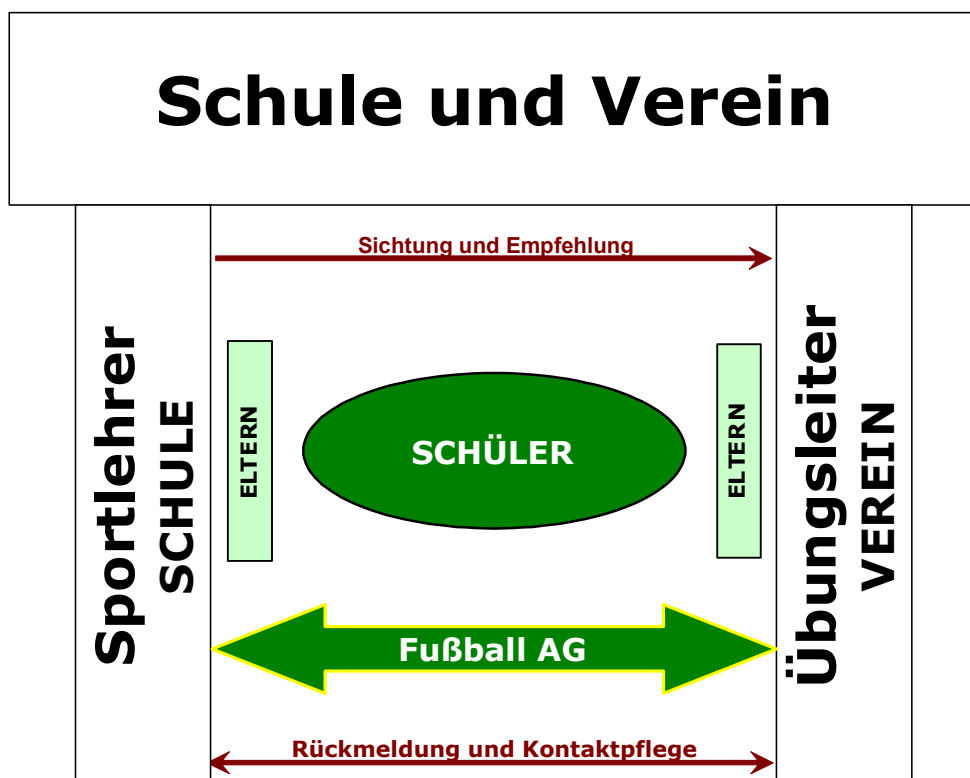 Schule und Verein
Sichtung und Empfehlung
Sportlehrer
SCHULE
ELTERN
SCHÜLER
ELTERN
Übungsleiter
VEREIN
Fußball AG
Rückmeldung und Kontaktpflege